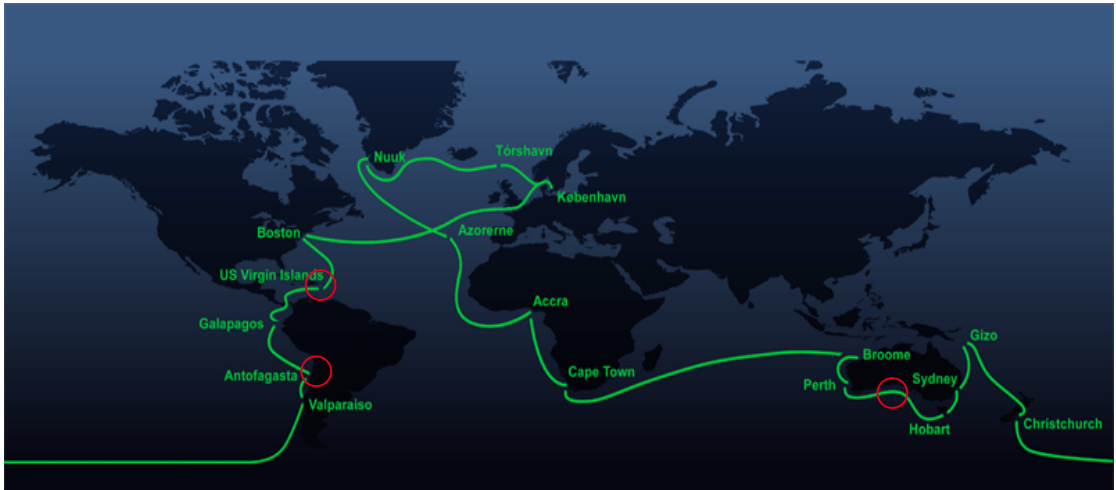 Nuuk
Tórshavn
København
Boston
Azorerne
US Virgin Islands
Accra
Galapagos
Gizo
Broome
Antofagasta
Cape Town
Perth
Sydney
Valparaiso
Hobart
Christchurch